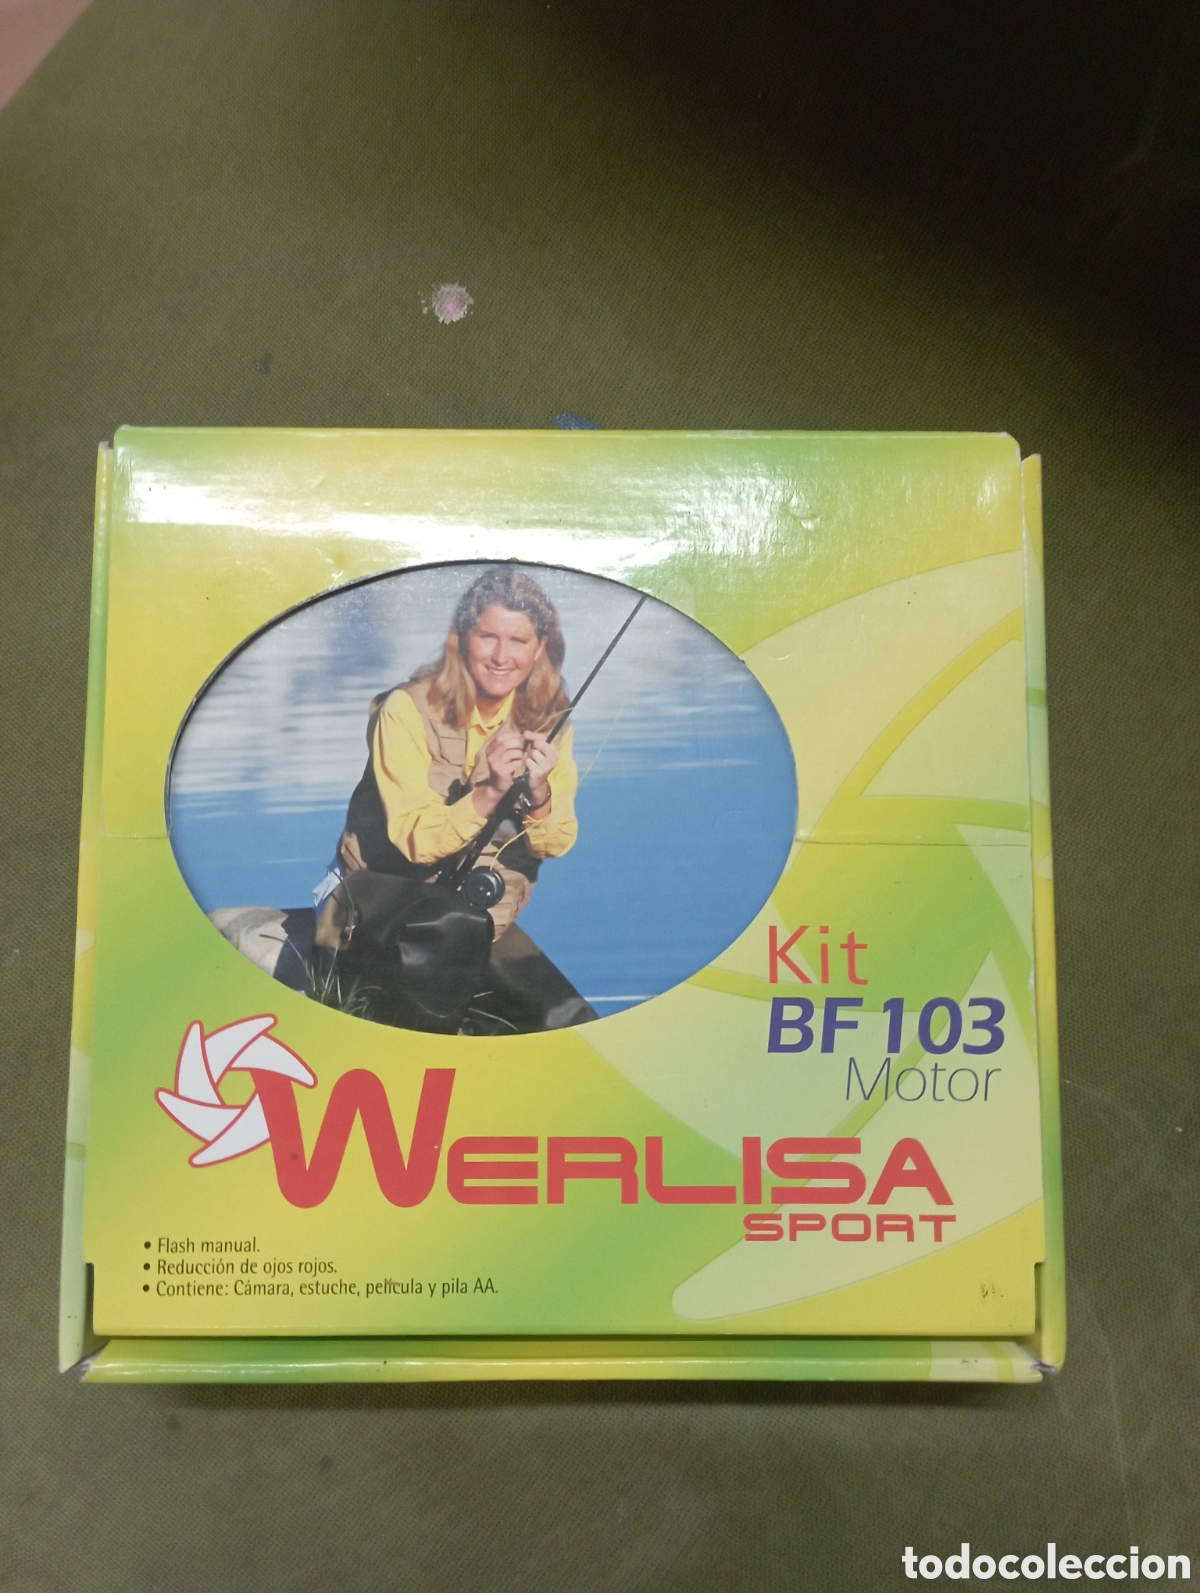 Kit
BF 103
Motor
WERLISA
SPORT
• Flash manual.
• Reducción de ojos rojos.
• Contiene: Cámara, estuche, película y pila AA.
todocoleccion